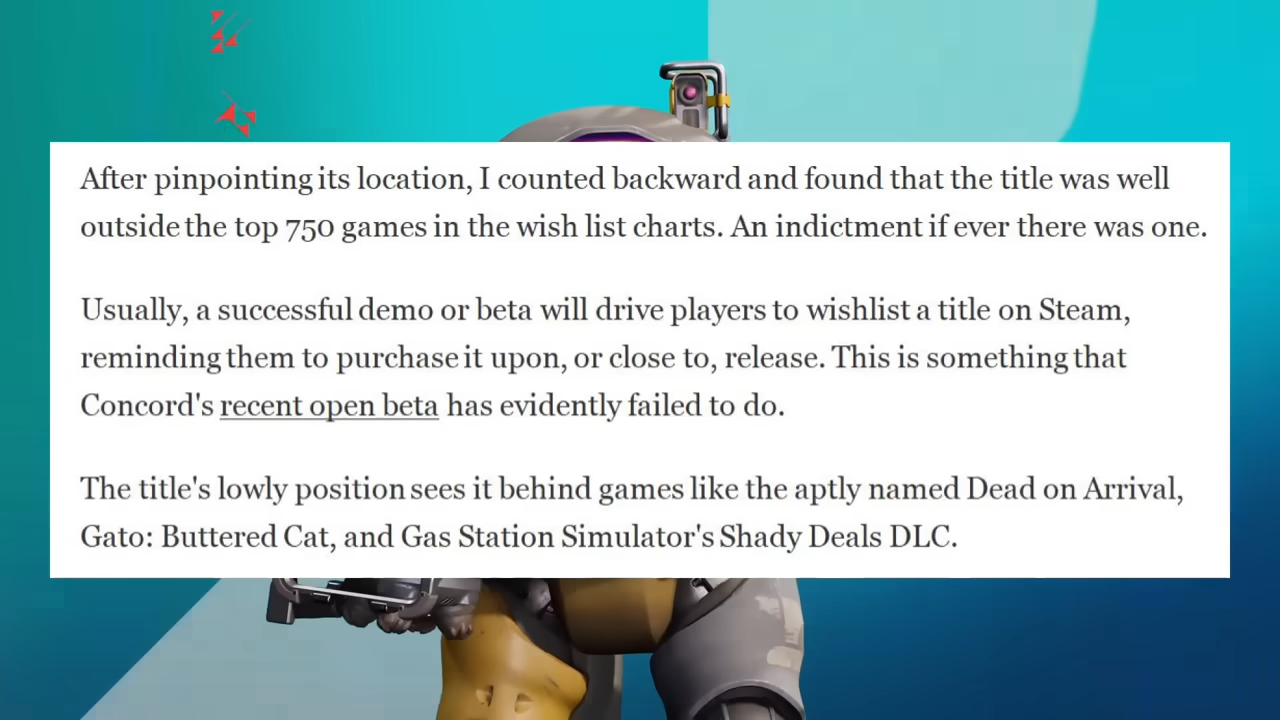 After pinpointing its location, I counted backward and found that the title was well
outside the top 750 games in the wish list charts. An indictment if ever there was one.
Usually, a successful demo or beta will drive players to wishlist a title on Steam,
reminding them to purchase it upon, or close to, release. This is something that
Concord's recent open beta has evidently failed to do.
The title's lowly position sees it behind games like the aptly named Dead on Arrival,
Gato: Buttered Cat, and Gas Station Simulator's Shady Deals DLC.